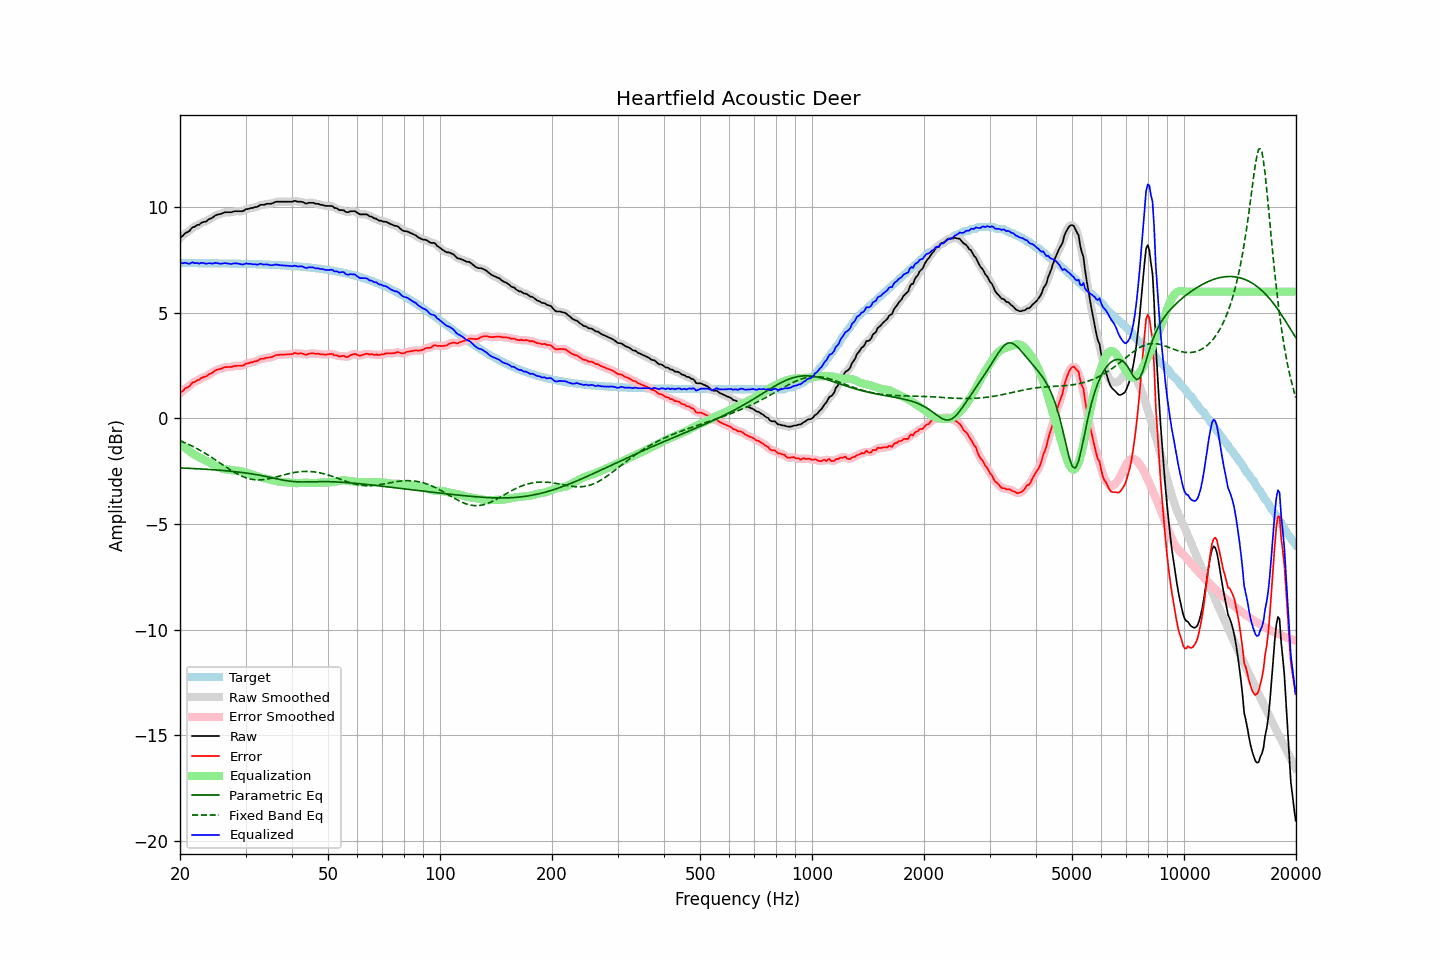 Heartfield Acoustic Deer
Amplitude (dBr)
10
5
0
−5
−10
−15
−20
Target
Raw Smoothed
Error Smoothed
Raw
Error
Equalization
Parametric Eq
Fixed Band Eq
Equalized
20 50 100 200 500 1000 2000 5000 10000 20000
Frequency (Hz)